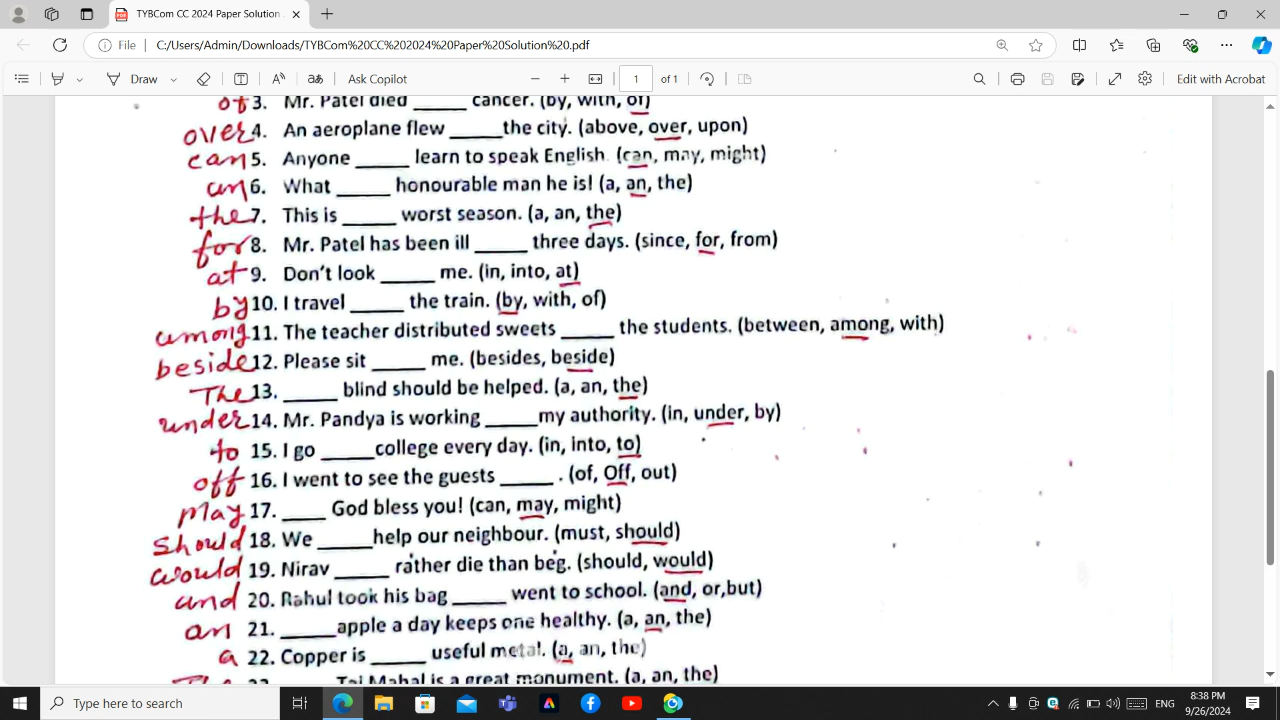 TYBCom CC 2024 Paper Solution .
File C:/Users/Admin/Downloads/TYBCom%20CC%202024%20Paper%20Solution%20.pdf
Draw Ask Copilot 1 of 1 Edit with Acrobat
of 3. Mr. Patel died _____ cancer. (by, with, of)
over 4. An aeroplane flew _____the city. (above, over, upon)
can 5. Anyone _____ learn to speak English. (can, may, might)
an 6. What _____ honourable man he is! (a, an, the)
the 7. This is _____ worst season. (a, an, the)
for 8. Mr. Patel has been ill _____ three days. (since, for, from)
at 9. Don't look _____ me. (in, into, at)
by 10. I travel _____ the train. (by, with, of)
among 11. The teacher distributed sweets _____ the students. (between, among, with)
beside 12. Please sit _____ me. (besides, beside)
The 13. _____ blind should be helped. (a, an, the)
under 14. Mr. Pandya is working _____my authority. (in, under, by)
to 15. I go _____college every day. (in, into, to)
off 16. I went to see the guests _____ . (of, Off, out)
May 17. ____ God bless you! (can, may, might)
Should 18. We _____help our neighbour. (must, should)
would 19. Nirav _____ rather die than beg. (should, would)
and 20. Rahul took his bag _____ went to school. (and, or,but)
an 21. _____apple a day keeps one healthy. (a, an, the)
a 22. Copper is _____ useful metal. (a, an, the)
The 23. _____ Taj Mahal is a great monument. (a, an, the)
Type here to search
ENG
8:38 PM
9/26/2024